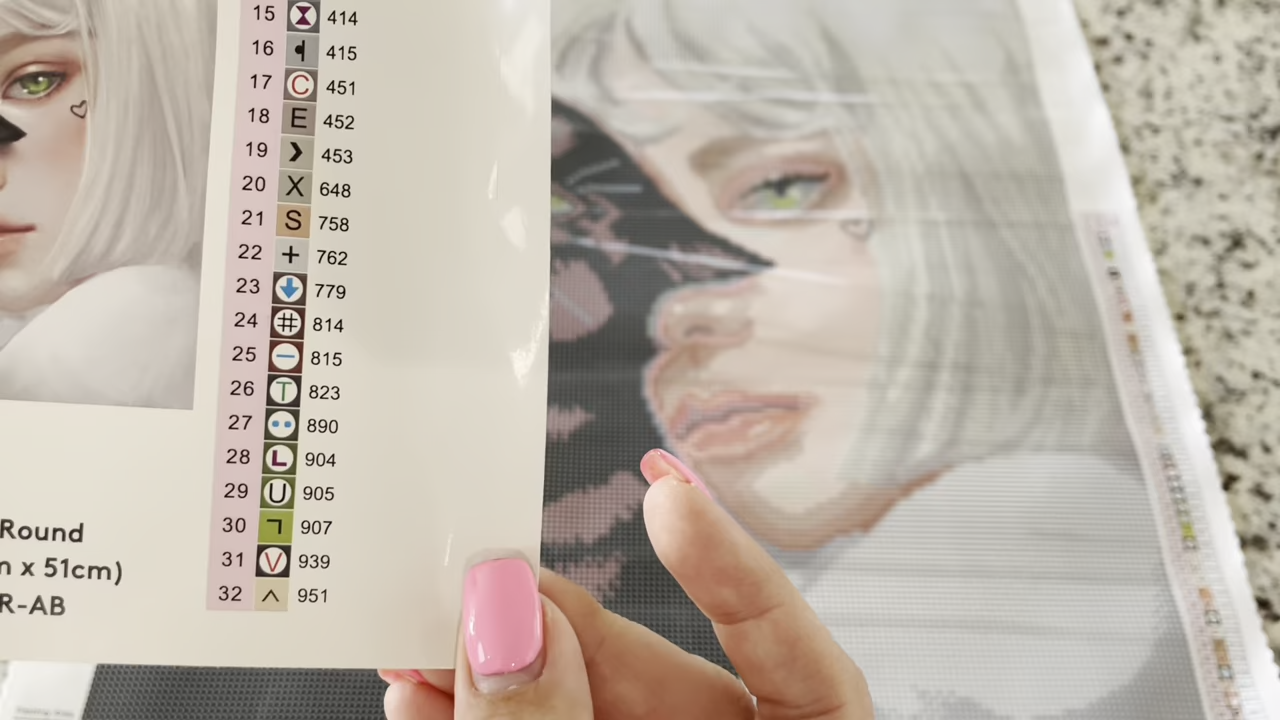 15 414
16 415
17 C 451
18 E 452
19 453
20 X 648
21 S 758
22 + 762
23 779
24 # 814
25 815
26 T 823
27 890
28 L 904
29 U 905
30 907
31 V 939
32 951
Round
x 51cm)
R-AB